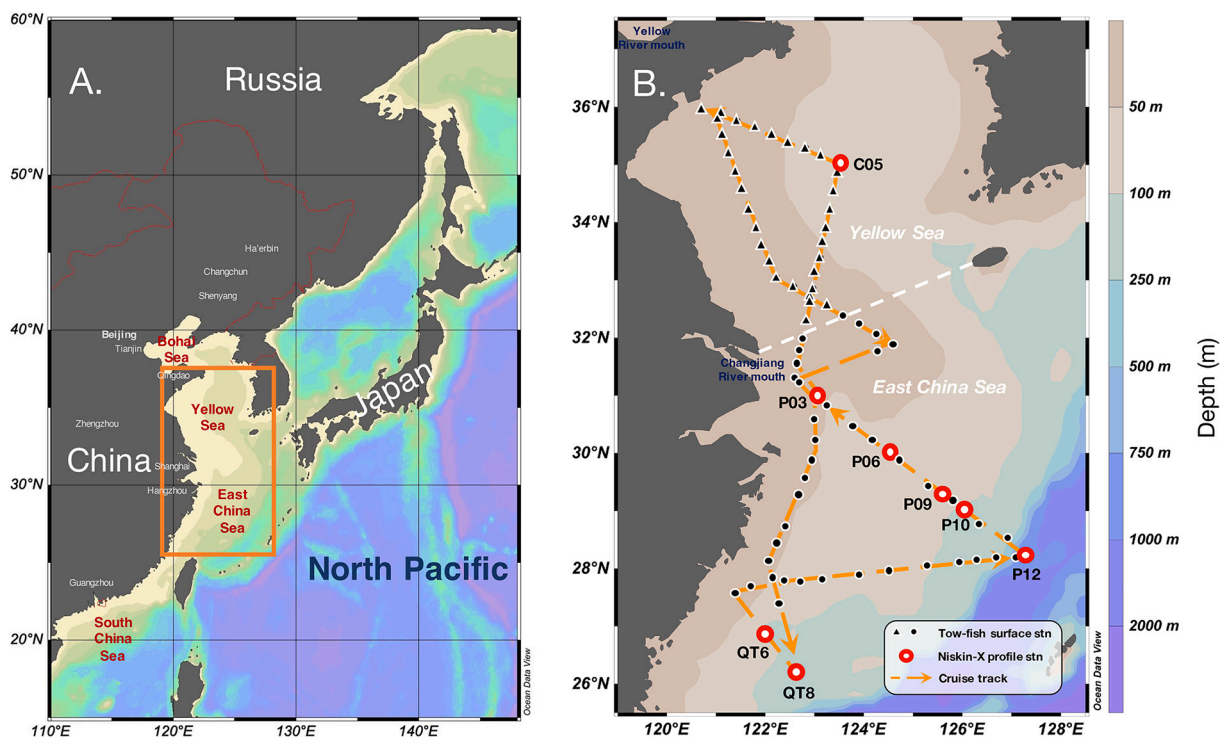 60°N
50°N
40°N
30°N
20°N
110°E
120°E
130°E
140°E
A.
Russia
Ha'erbin
Changchun
Shenyang
Beijing
Tianjin
Bohai
Sea
Qingdao
Yellow
Sea
Zhengzhou
China
Shanghai
Hangzhou
East
China
Sea
Japan
North Pacific
Guangzhou
South
China
Sea
Ocean Data View
Yellow
River mouth
B.
36°N
34°N
32°N
30°N
28°N
26°N
120°E
122°E
124°E
126°E
128°E
C05
Yellow Sea
Changjiang
River mouth
East China Sea
P03
P06
P09
P10
P12
QT6
QT8
Tow-fish surface stn
Niskin-X profile stn
Cruise track
Ocean Data View
50 m
100 m
250 m
500 m
750 m
1000 m
2000 m
Depth (m)